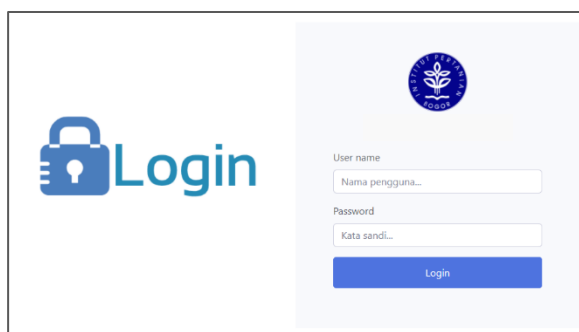 Login
INSTITUT PERTANIAN
BOGOR
User name
Nama pengguna...
Password
Kata sandi...
Login